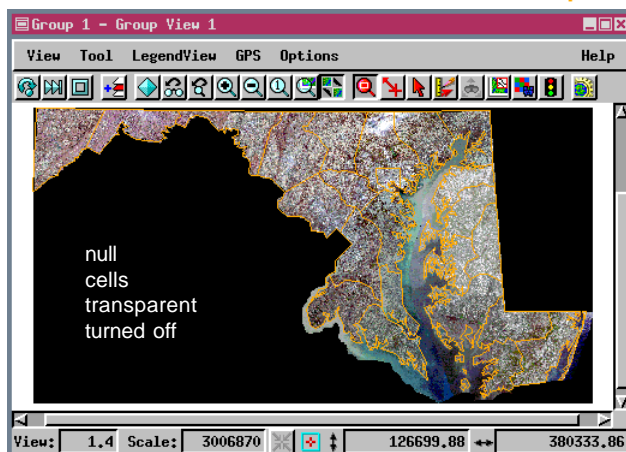 Group 1 - Group View 1
View Tool LegendView GPS Options Help
null
cells
transparent
turned off
View: 1.4 Scale: 3006870 126699.88 380333.86